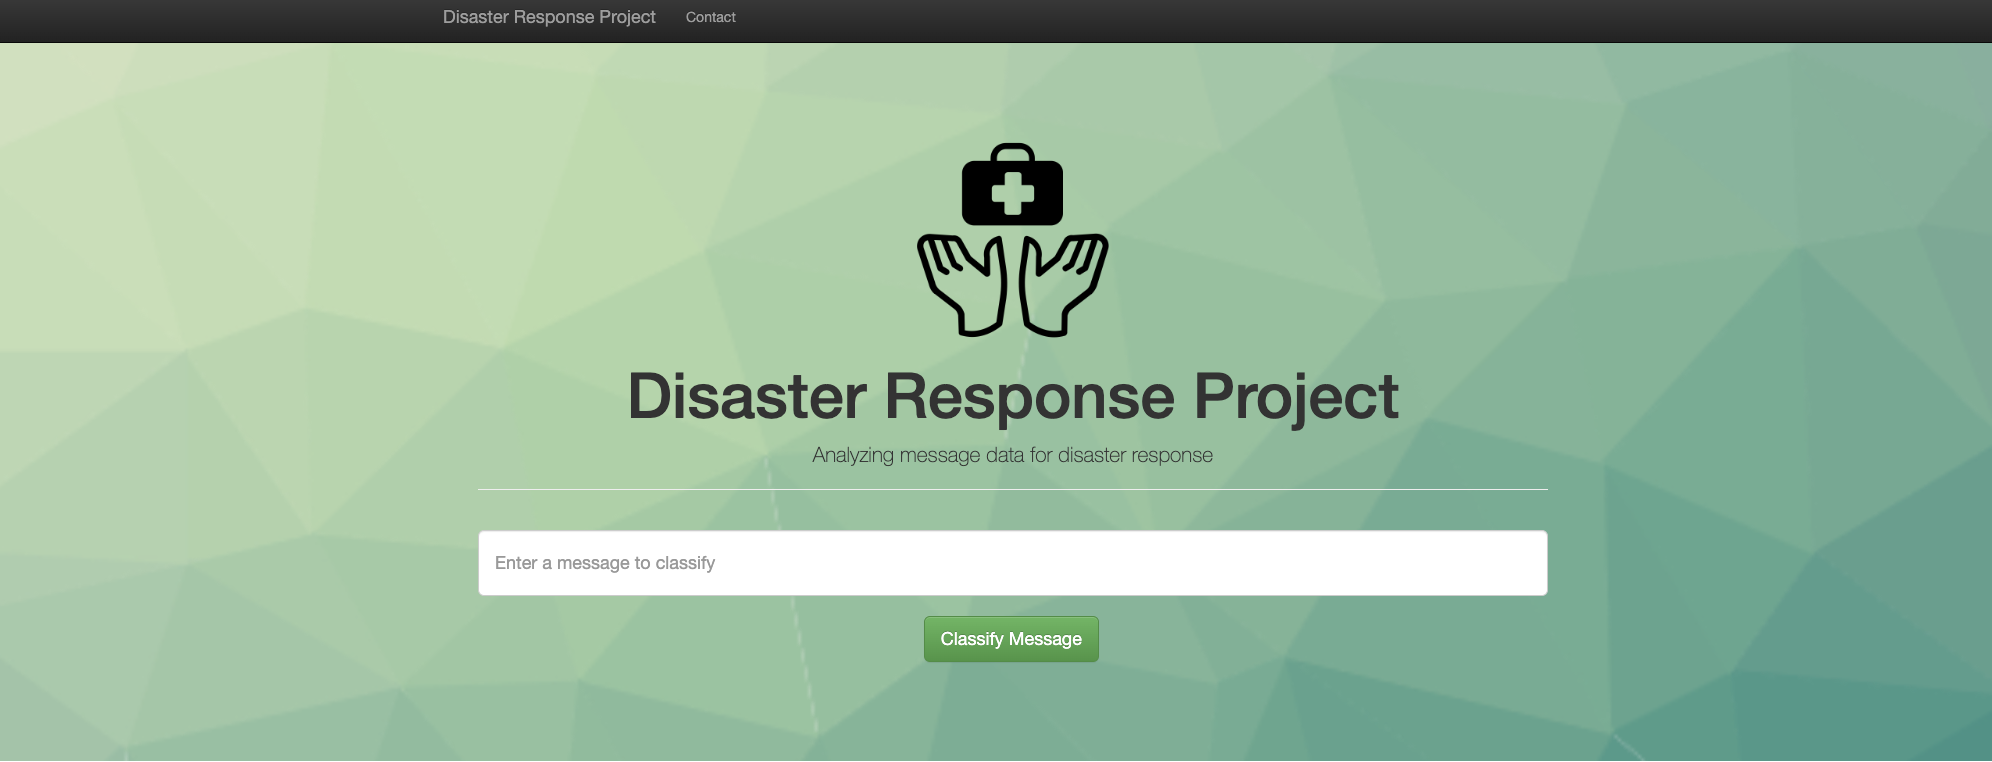 Disaster Response Project Contact
Disaster Response Project
Analyzing message data for disaster response
Enter a message to classify
Classify Message